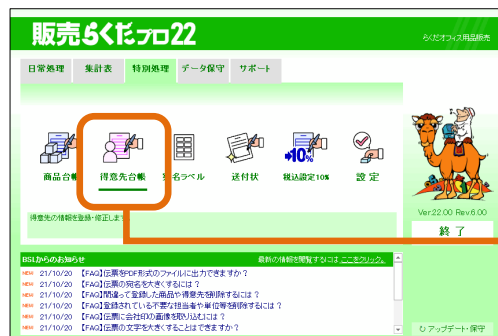 販売らくだプロ22
らくだオフィス用品販売
日常処理 集計表 特別処理 データ保守 サポート
+10%
商品台帳 得意先台帳 名ラベル 送付状 税込設定10% 設定
得意先の情報を登録・修正しま
Ver.22.00 Rev.6.00
終了
BSLからのお知らせ 最新の情報を閲覧するには ここをクリック。
NEW 21/10/20 【FAQ】伝票をPDF形式のファイルに出力できますか？
NEW 21/10/20 【FAQ】伝票の宛名を大きくするには？
NEW 21/10/20 【FAQ】間違って登録した商品や得意先を削除するには？
NEW 21/10/20 【FAQ】登録されている不要な担当者や単位等を削除するには？
NEW 21/10/20 【FAQ】伝票に会社印の画像を取り込むには？
NEW 21/10/20 【FAQ】伝票の文字を大きくすることはできますか？
アップデート・保守